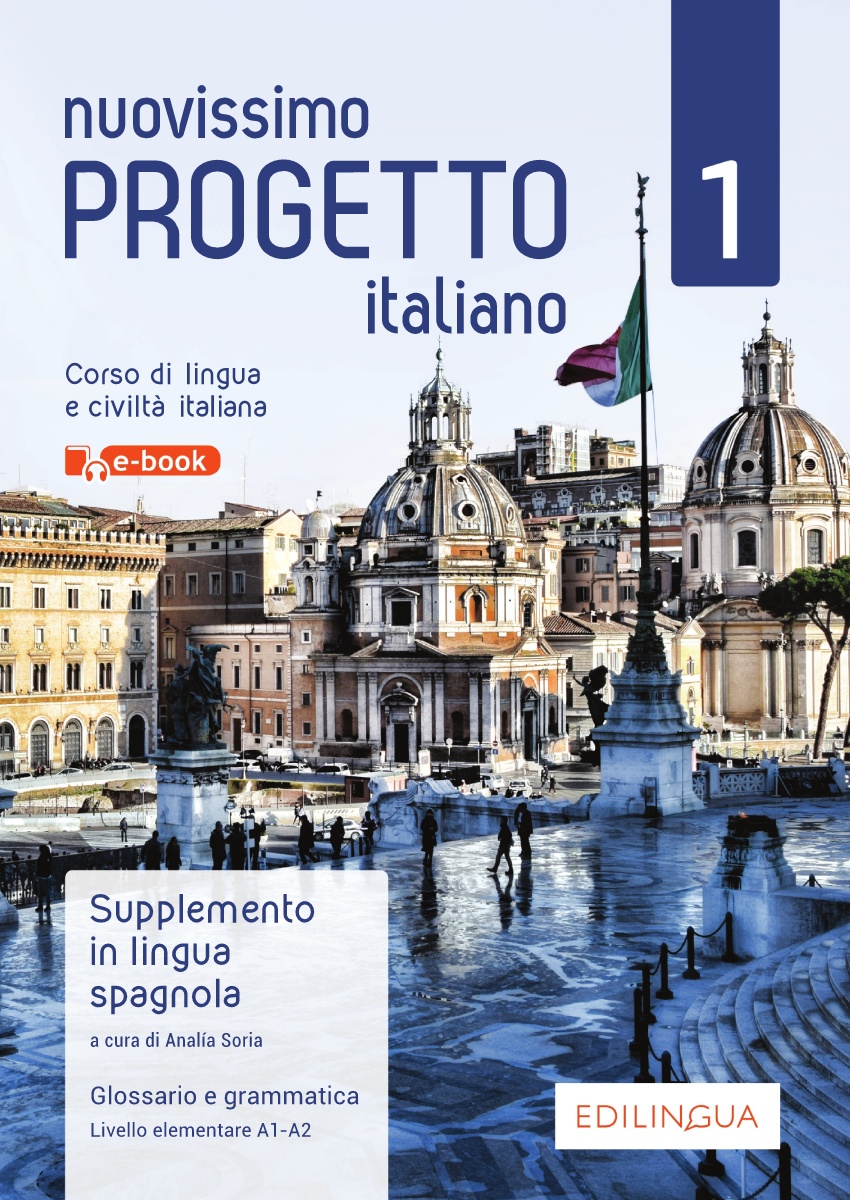 nuovissimo
PROGETTO
italiano
1
Corso di lingua
e civiltà italiana
e-book
Supplemento
in lingua
spagnola
a cura di Analía Soria
Glossario e grammatica
Livello elementare A1-A2
EDILINGUA